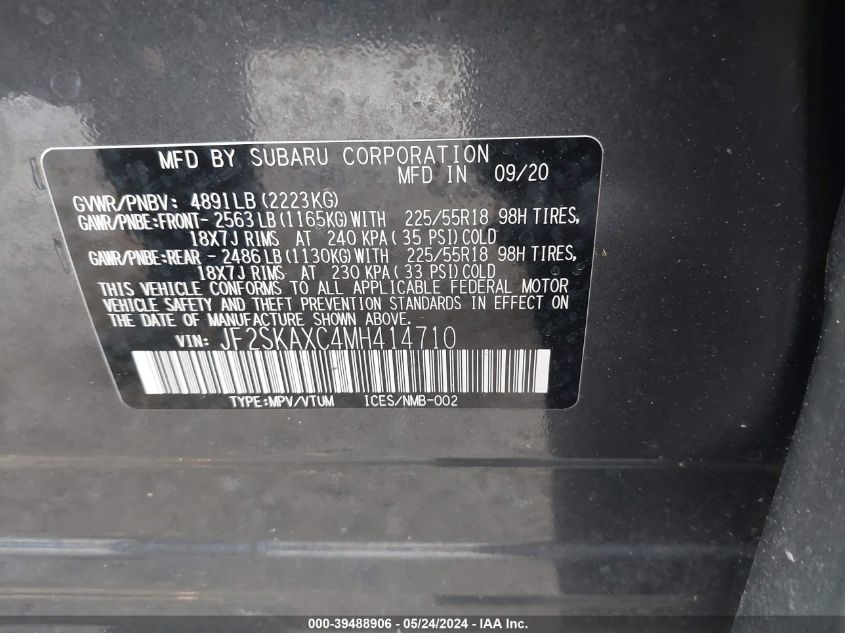 MFD BY SUBARU CORPORATION
MFD IN 09/20
GVWR/PNBV: 4891LB (2223KG)
GAWR/PNBE:FRONT- 2563 LB (1165KG) WITH 225/55R18 98H TIRES,
18X7J RIMS AT 240 KPA ( 35 PSI) COLD
GAWR/PNBE:REAR - 2486 LB (1130KG) WITH 225/55R18 98H TIRES,
18X7J RIMS AT 230 KPA ( 33 PSI) COLD
THIS VEHICLE CONFORMS TO ALL APPLICABLE FEDERAL MOTOR
VEHICLE SAFETY AND THEFT PREVENTION STANDARDS IN EFFECT ON
THE DATE OF MANUFACTURE SHOWN ABOVE.
VIN: JF2SKAXC4MH414710
TYPE:MPV/VTUM ICES/NMB-002
000-39488906 - 05/24/2024 - IAA Inc.